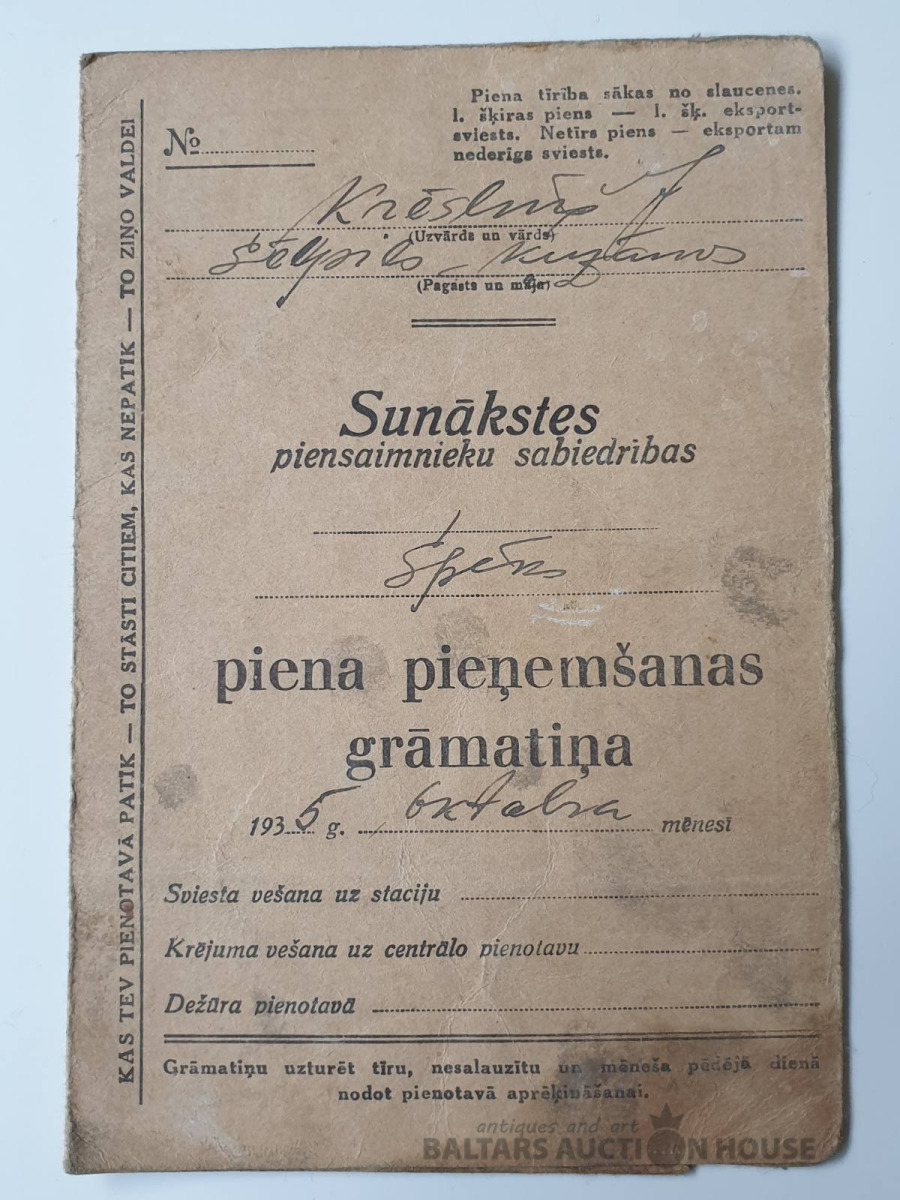 Piena tīrība sākas no slaucenes.
I. šķiras piens — I. šķ. eksport-
sviests. Netīrs piens — eksportam
nederīgs sviests.
№
Krēsliņš J
(Uzvārds un vārds)
Sēlpils
(Pagasts un māja)
Sunākstes
piensaimnieku sabiedrības
piena pieņemšanas
grāmatiņa
1935 g. oktobra mēnesī
Sviesta vešana uz staciju
Krējuma vešana uz centrālo pienotavu
Dežūra pienotavā
Grāmatiņu uzturēt tīru, nesalauzītu un mēneša pēdējā dienā
nodot pienotavā aprēķināšanai.
KAS TEV PIENOTAVĀ PATIK — TO STĀSTI CITIEM, KAS NEPATIK — TO ZIŅO VALDEI
antiques and art
BALTARS AUCTION HOUSE